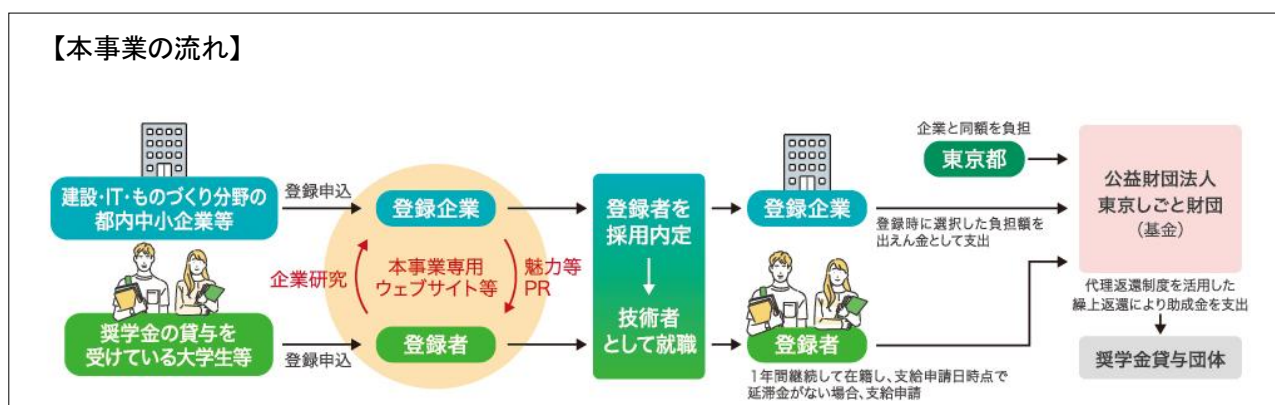 【本事業の流れ】
建設・IT・ものづくり分野の
都内中小企業等
登録申込
奨学金の貸与を
受けている大学生等
登録申込
登録企業
企業研究
本事業専用
ウェブサイト等
魅力等
PR
登録者
登録者を
採用内定
技術者
として就職
登録企業
登録者
1年間継続して在籍し、支給申請日時点で
延滞金がない場合、支給申請
企業と同額を負担
東京都
登録時に選択した負担額を
出えん金として支出
公益財団法人
東京しごと財団
（基金）
代理返還制度を活用した
繰上返還により助成金を支出
奨学金貸与団体